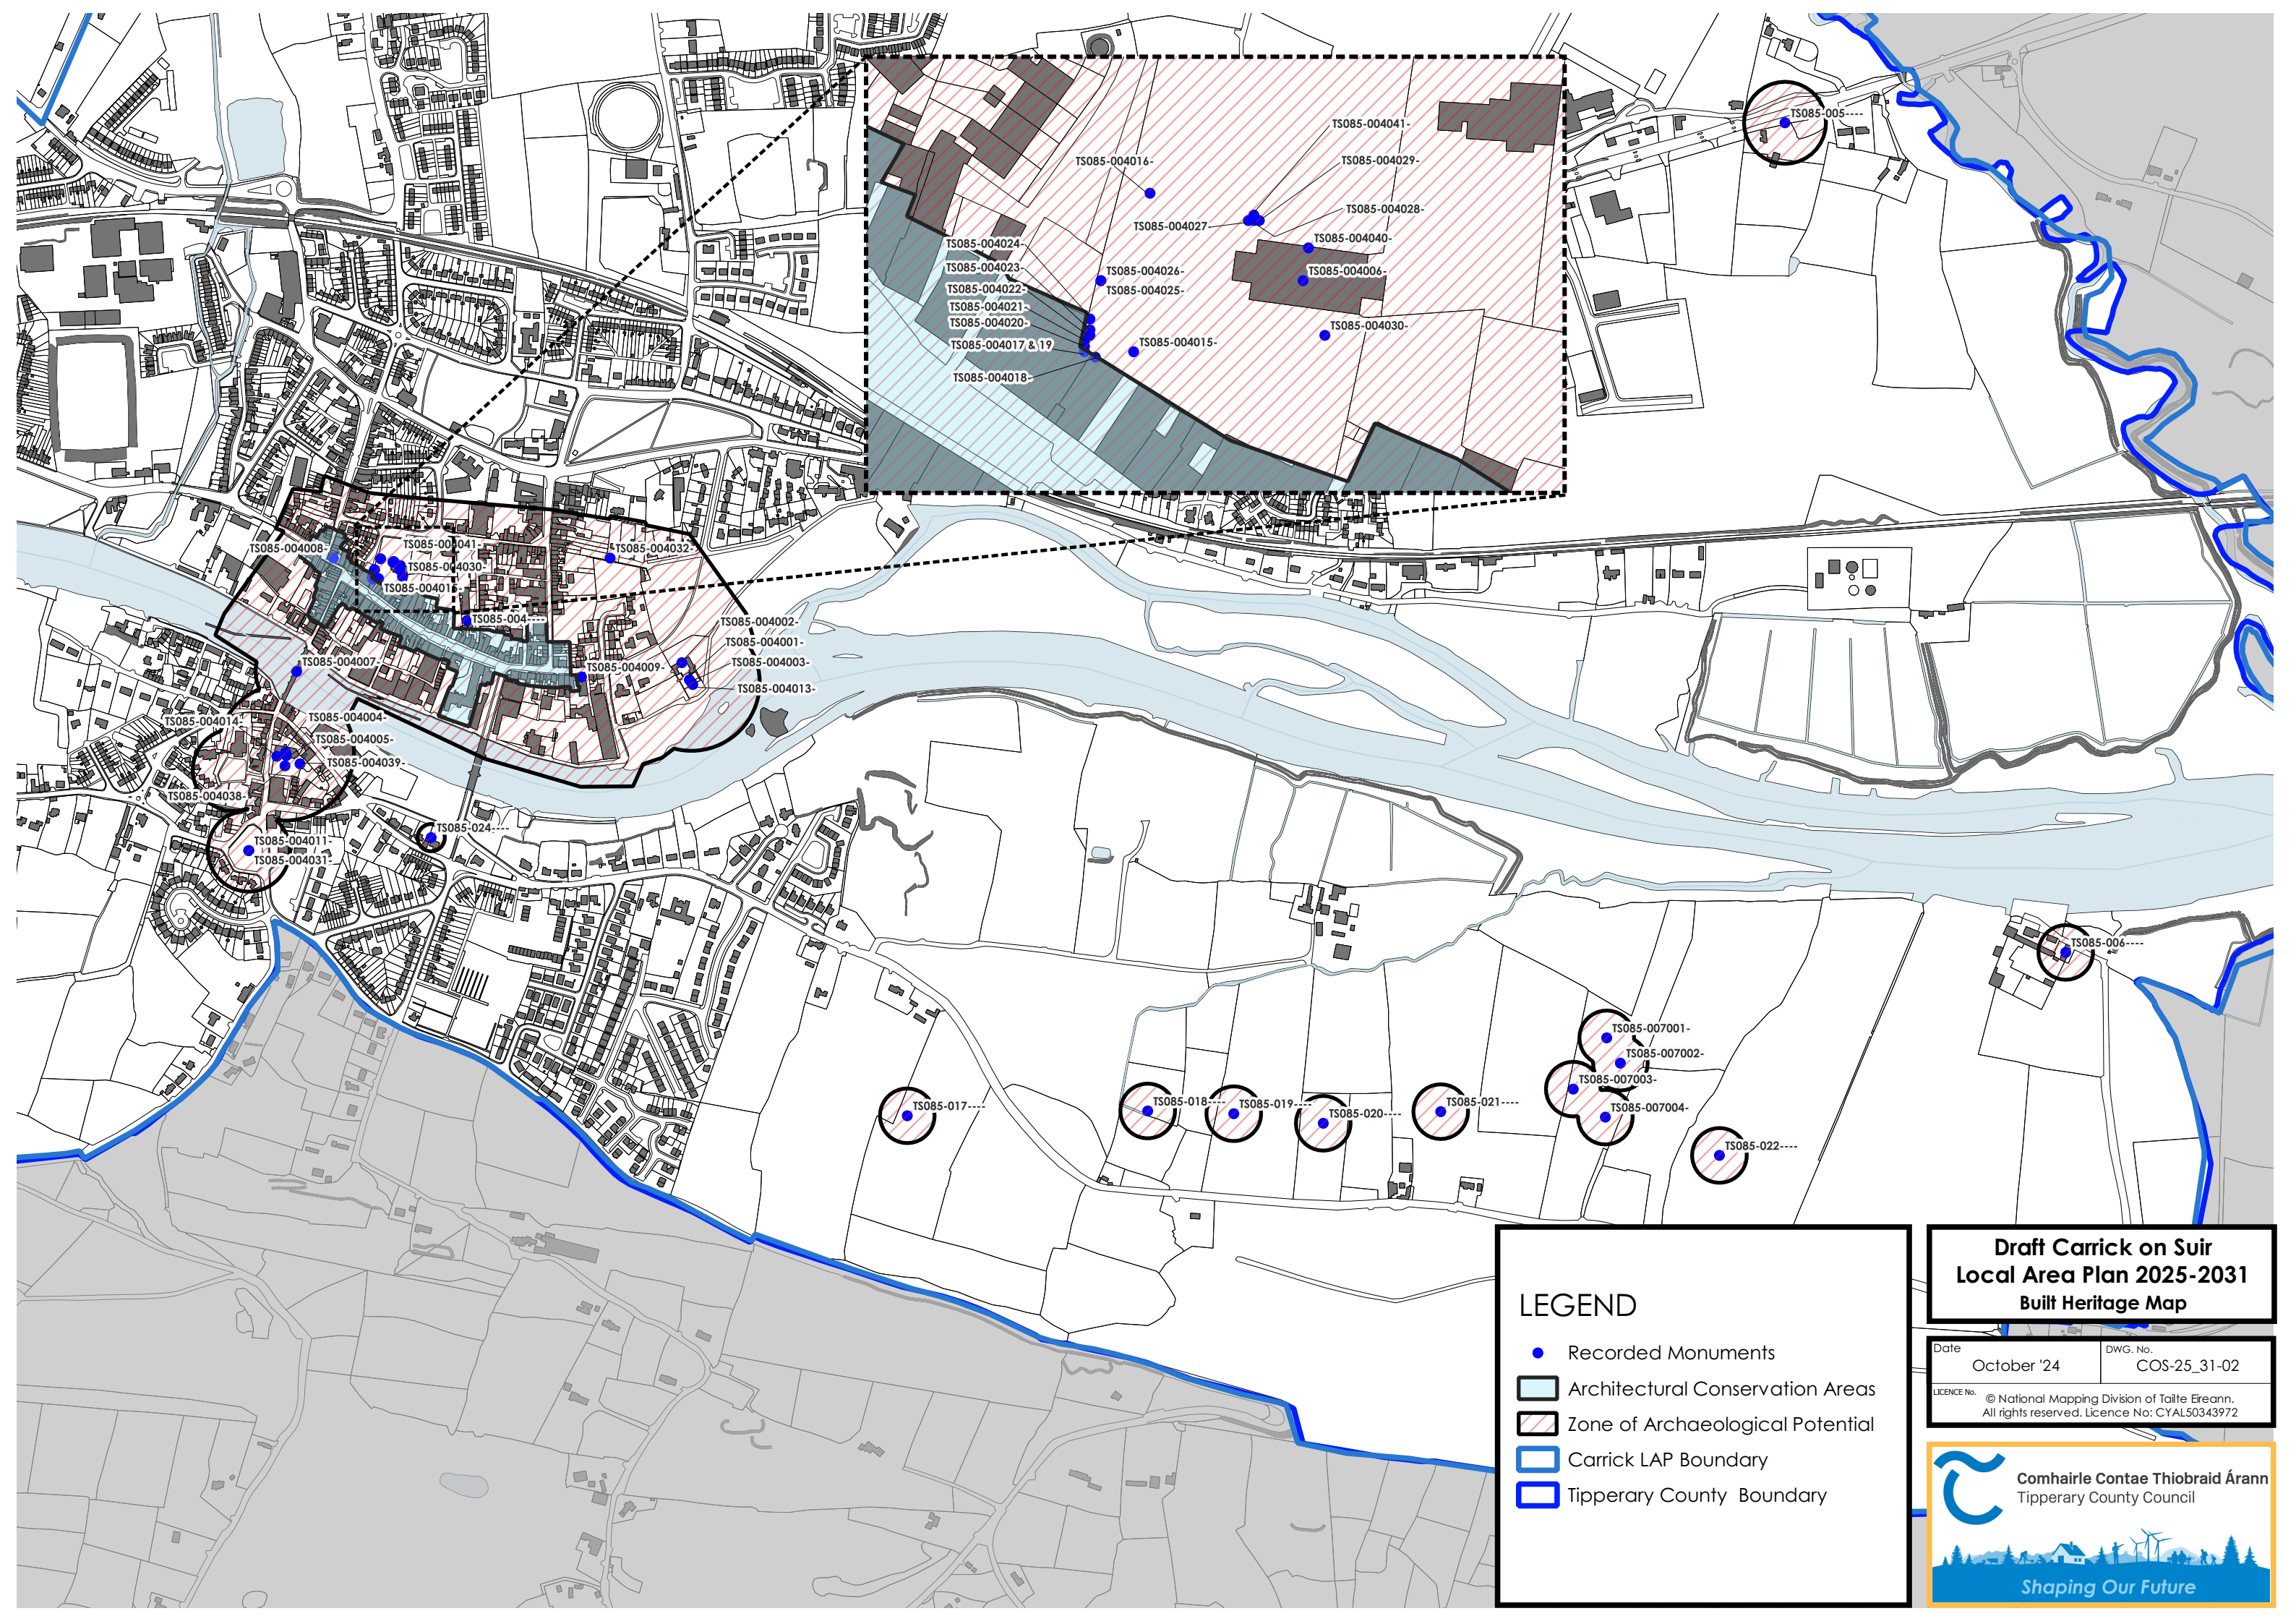 TS085-005----
TS085-004041-
TS085-004016-
TS085-004029-
TS085-004028-
TS085-004027-
TS085-004040-
TS085-004024-
TS085-004023-
TS085-004026-
TS085-004006-
TS085-004022-
TS085-004025-
TS085-004021-
TS085-004020-
TS085-004030-
TS085-004017 & 19
TS085-004015-
TS085-004018-
TS085-004008-
TS085-004041-
TS085-004032-
TS085-004030-
TS085-004-----
TS085-004002-
TS085-004001-
TS085-004007-
TS085-004009-
TS085-004003-
TS085-004013-
TS085-004014-
TS085-004004-
TS085-004005-
TS085-004039-
TS085-004038-
TS085-024----
TS085-004011-
TS085-004031-
TS085-006----
TS085-007001-
TS085-007002-
TS085-007003-
TS085-007004-
TS085-017----
TS085-018----
TS085-019----
TS085-020----
TS085-021----
TS085-022----
LEGEND
Recorded Monuments
Architectural Conservation Areas
Zone of Archaeological Potential
Carrick LAP Boundary
Tipperary County Boundary
Draft Carrick on Suir
Local Area Plan 2025-2031
Built Heritage Map
Date
October '24
DWG. No.
COS-25_31-02
LICENCE No.
© National Mapping Division of Tailte Eireann.
All rights reserved. Licence No: CYAL50343972
Comhairle Contae Thiobraid Árann
Tipperary County Council
Shaping Our Future